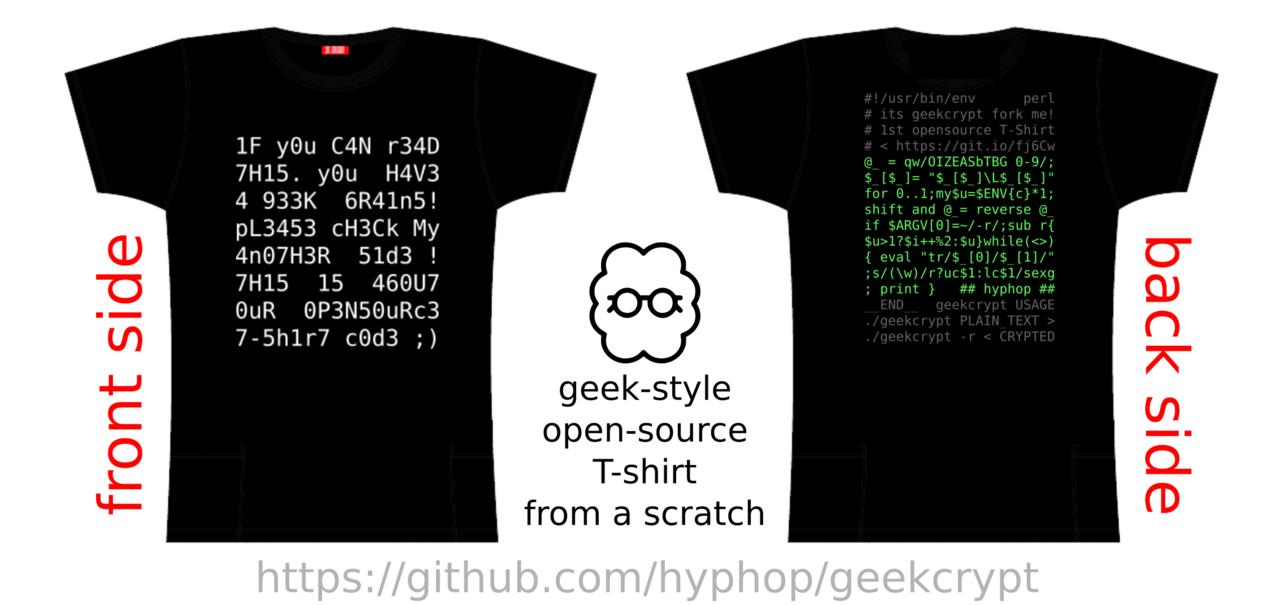 front side
1F y0u C4N r34D
7H15. y0u H4V3
4 933K 6R41n5!
pL3453 cH3Ck My
4n07H3R 51d3 !
7H15 15 460U7
0uR 0P3N50uRc3
7-5h1r7 c0d3 ;)
geek-style
open-source
T-shirt
from a scratch
#!/usr/bin/env perl
# its geekcrypt fork me!
# 1st opensource T-Shirt
# < https://git.io/fj6Cw
@_ = qw/OIZEASbTBG 0-9/;
$_[$_]= "$_[$_]\L$_[$_]"
for 0..1;my$u=$ENV{c}*1;
shift and @_= reverse @_
if $ARGV[0]=~/-r/;sub r{
$u>1?$i++%2:$u}while(<>)
{ eval "tr/$_[0]/$_[1]/"
;s/(\w)/r?uc$1:lc$1/sexg
; print } ## hyphop ##
__END__ geekcrypt USAGE
./geekcrypt PLAIN_TEXT >
./geekcrypt -r < CRYPTED
back side
https://github.com/hyphop/geekcrypt